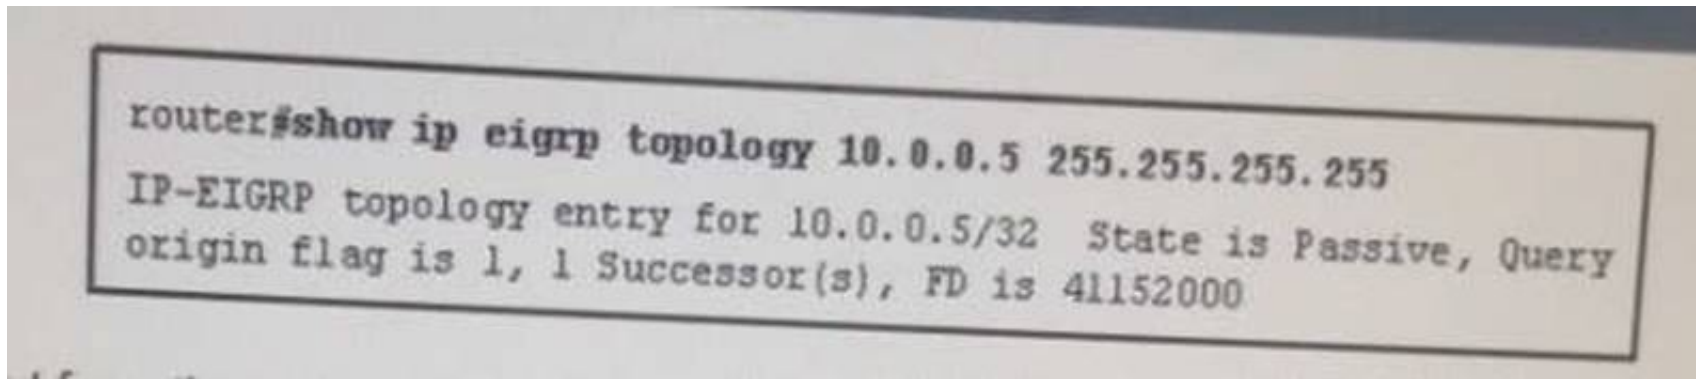 router#show ip eigrp topology 10.0.0.5 255.255.255.255
IP-EIGRP topology entry for 10.0.0.5/32 State is Passive, Query
origin flag is 1, 1 Successor(s), FD is 41152000